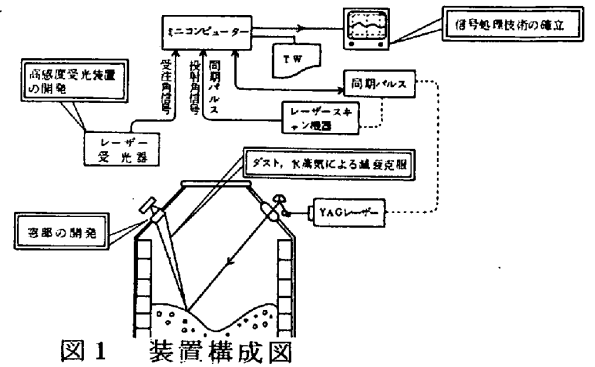 ミニコンピューター
TW
信号処理技術の確立
高感度受光装置
の開発
受注角信号
投射角信号
同期パルス
同期パルス
レーザースキ
ャン機器
レーザー
受光器
ダスト，水蒸気による減衰克服
窓部の開発
YAGレーザー
図1 装置構成図